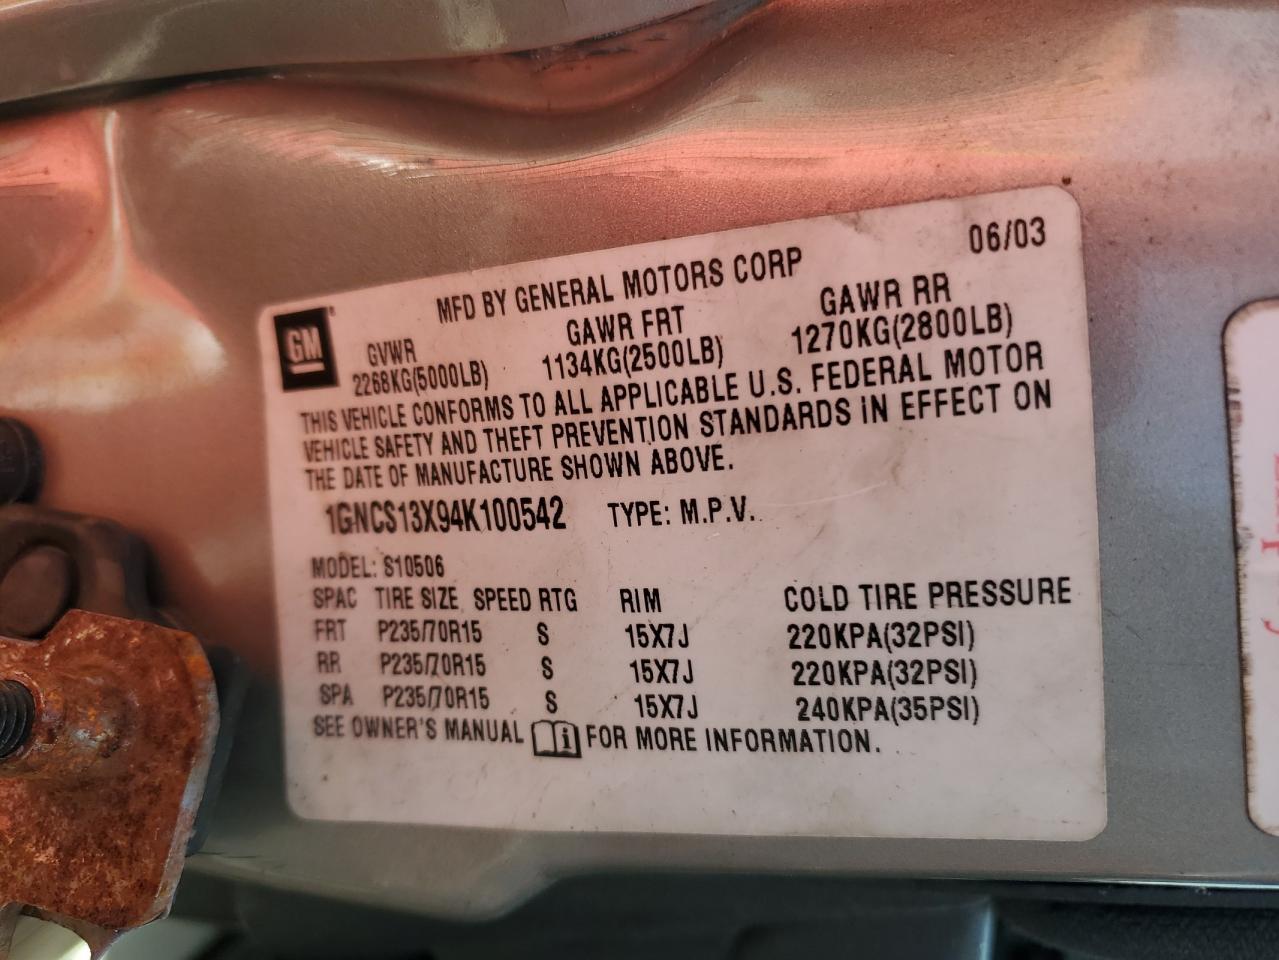 06/03
MFD BY GENERAL MOTORS CORP
GM
GVWR GAWR FRT GAWR RR
2268KG(5000LB) 1134KG(2500LB) 1270KG(2800LB)
THIS VEHICLE CONFORMS TO ALL APPLICABLE U.S. FEDERAL MOTOR
VEHICLE SAFETY AND THEFT PREVENTION STANDARDS IN EFFECT ON
THE DATE OF MANUFACTURE SHOWN ABOVE.
1GNCS13X94K100542 TYPE: M.P.V.
MODEL: S10506
SPAC TIRE SIZE SPEED RTG RIM COLD TIRE PRESSURE
FRT P235/70R15 S 15X7J 220KPA(32PSI)
RR P235/70R15 S 15X7J 220KPA(32PSI)
SPA P235/70R15 S 15X7J 240KPA(35PSI)
SEE OWNER'S MANUAL FOR MORE INFORMATION.